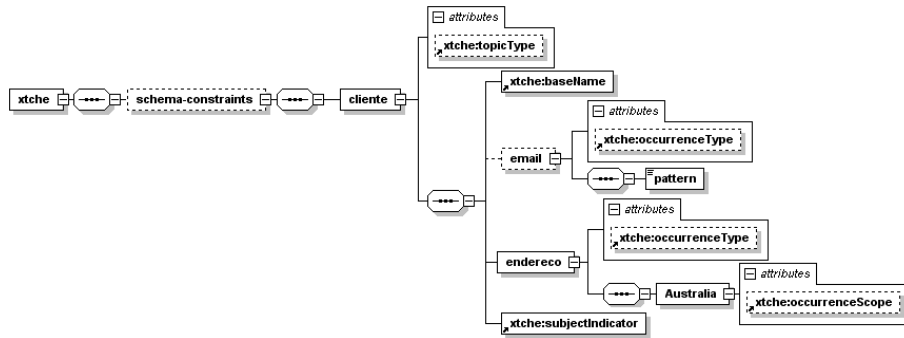 attributes
xtche:topicType
xtche
schema-constraints
cliente
xtche:baseName
attributes
xtche:occurrenceType
email
pattern
attributes
xtche:occurrenceType
endereco
attributes
Australia
xtche:occurrenceScope
xtche:subjectIndicator